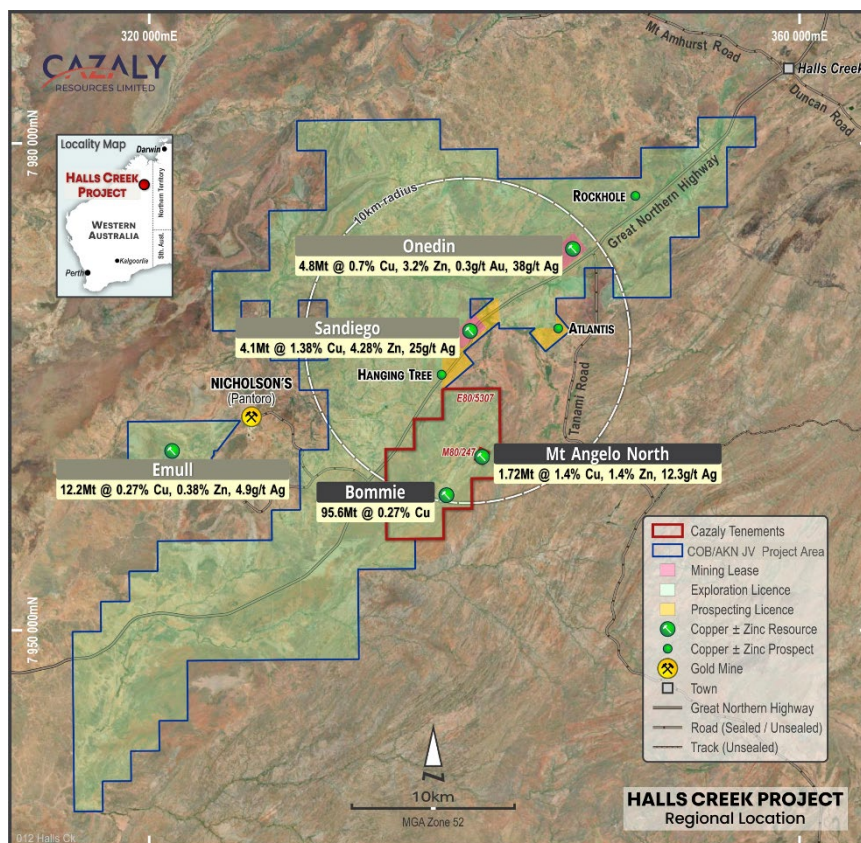 320 000mE
360 000mE
Mt Amhurst Road
Halls Creek
Duncan Road
CAZALY
RESOURCES LIMITED
7 980 000mN
Locality Map
Darwin
HALLS CREEK
PROJECT
WESTERN
AUSTRALIA
Northern Territory
Sth. Aust.
Kalgoorlie
Perth
10km-radius
ROCKHOLE
Great Northern Highway
Onedin
4.8Mt @ 0.7% Cu, 3.2% Zn, 0.3g/t Au, 38g/t Ag
Sandiego
4.1Mt @ 1.38% Cu, 4.28% Zn, 25g/t Ag
ATLANTIS
HANGING TREE
Tanami Road
NICHOLSON'S
(Pantoro)
E80/5307
M80/247
Mt Angelo North
1.72Mt @ 1.4% Cu, 1.4% Zn, 12.3g/t Ag
Emull
12.2Mt @ 0.27% Cu, 0.38% Zn, 4.9g/t Ag
Bommie
95.6Mt @ 0.27% Cu
7 950 000mN
Cazaly Tenements
COB/AKN JV Project Area
Mining Lease
Exploration Licence
Prospecting Licence
Copper ± Zinc Resource
Copper ± Zinc Prospect
Gold Mine
Town
Great Northern Highway
Road (Sealed / Unsealed)
Track (Unsealed)
N
10km
MGA Zone 52
HALLS CREEK PROJECT
Regional Location
012 Halls Ck